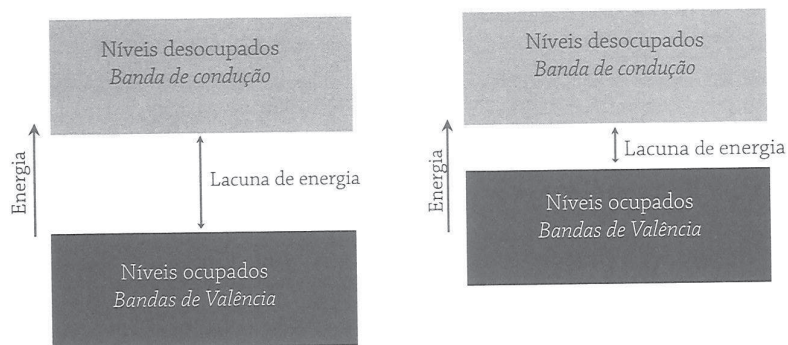 Níveis desocupados
Banda de condução
Energia
Lacuna de energia
Níveis ocupados
Bandas de Valência
Níveis desocupados
Banda de condução
Energia
Lacuna de energia
Níveis ocupados
Bandas de Valência